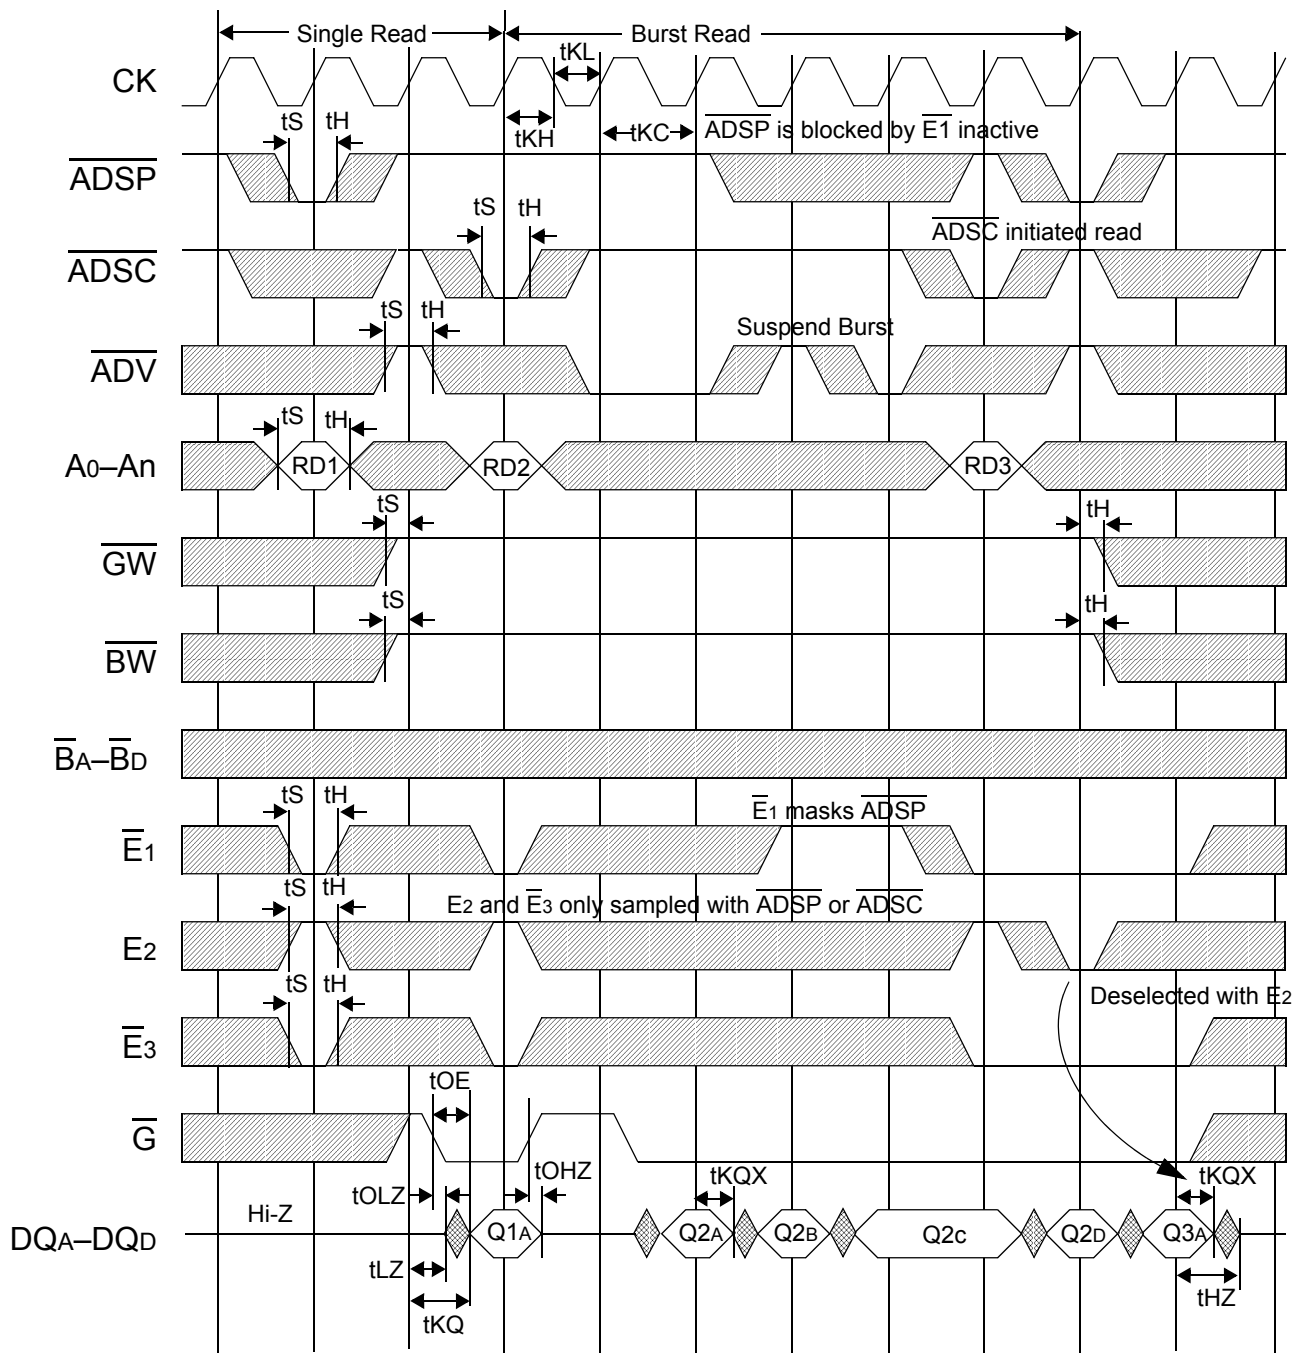 Single Read
Burst Read
tKL
CK
tS
tH
tKH
tKC
ADSP is blocked by E1 inactive
ADSP
tS
tH
ADSC initiated read
ADSC
tS
tH
Suspend Burst
ADV
tS
tH
A0–An
RD1
RD2
RD3
tS
tH
GW
tS
tH
BW
BA–BD
tS
tH
E1 masks ADSP
E1
tS
tH
E2 and E3 only sampled with ADSP or ADSC
E2
tS
tH
Deselected with E2
E3
tOE
G
tOHZ
tKQX
tKQX
tOLZ
Hi-Z
DQA–DQD
Q1A
Q2A
Q2B
Q2c
Q2D
Q3A
tLZ
tHZ
tKQ